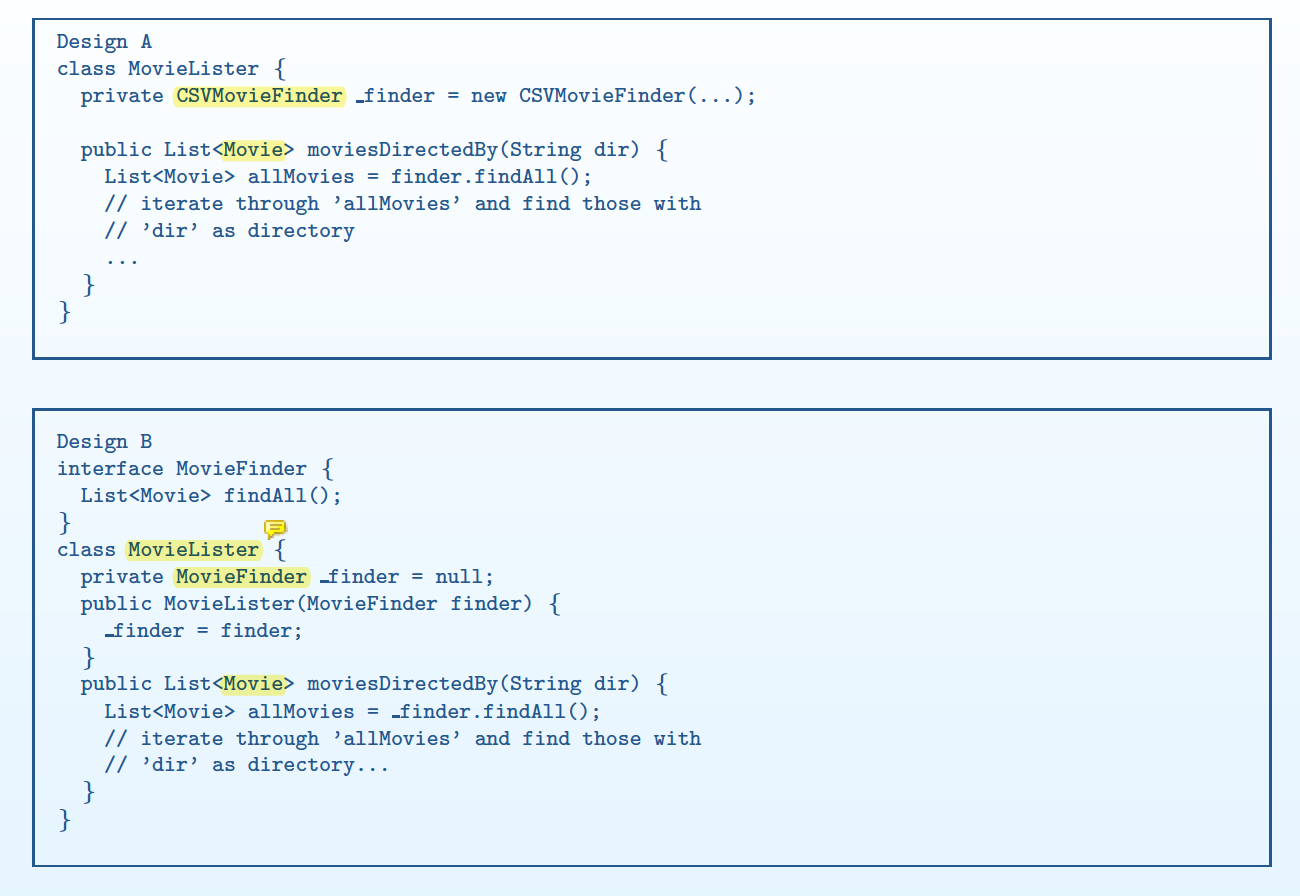 Design A
class MovieLister {
private CSVMovieFinder _finder = new CSVMovieFinder(...);
public List<Movie> moviesDirectedBy(String dir) {
List<Movie> allMovies = finder.findAll();
// iterate through ’allMovies’ and find those with
// ’dir’ as directory
...
}
}
Design B
interface MovieFinder {
List<Movie> findAll();
}
class MovieLister {
private MovieFinder _finder = null;
public MovieLister(MovieFinder finder) {
_finder = finder;
}
public List<Movie> moviesDirectedBy(String dir) {
List<Movie> allMovies = _finder.findAll();
// iterate through ’allMovies’ and find those with
// ’dir’ as directory...
}
}